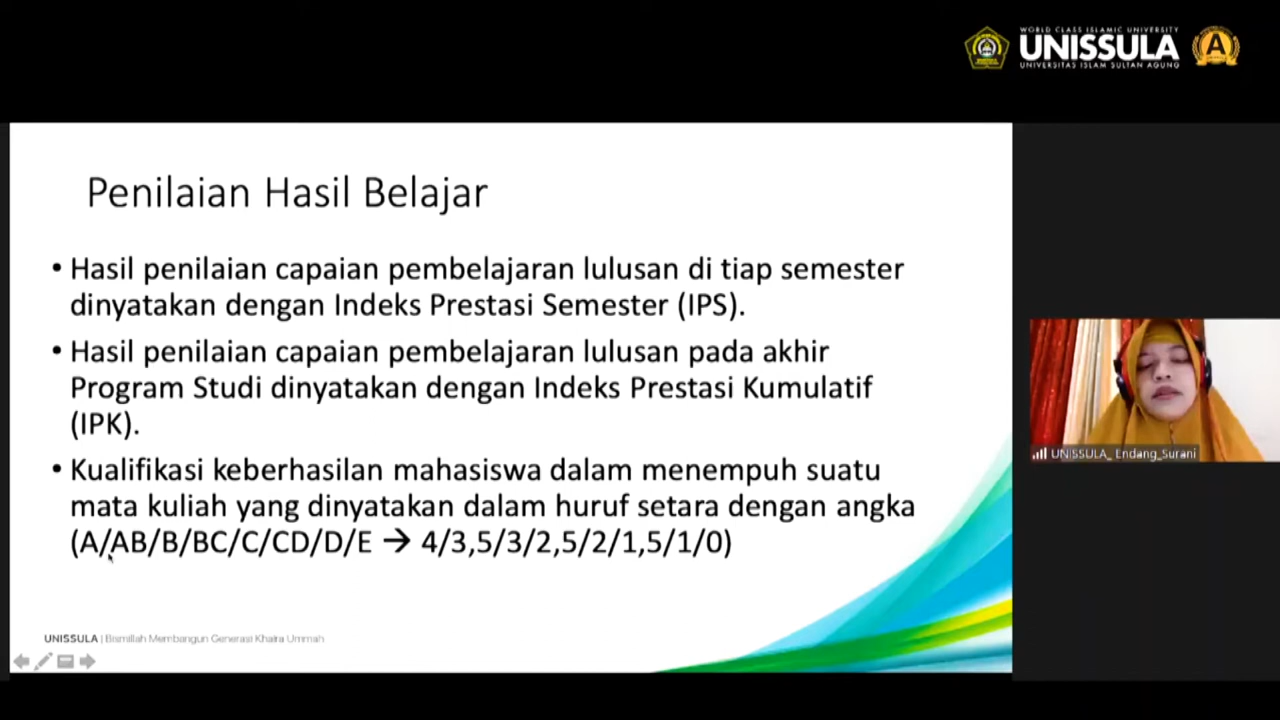 WORLD CLASS ISLAMIC UNIVERSITY
UNISSULA
UNIVERSITAS ISLAM SULTAN AGUNG
A
Penilaian Hasil Belajar
• Hasil penilaian capaian pembelajaran lulusan di tiap semester
dinyatakan dengan Indeks Prestasi Semester (IPS).
• Hasil penilaian capaian pembelajaran lulusan pada akhir
Program Studi dinyatakan dengan Indeks Prestasi Kumulatif
(IPK).
• Kualifikasi keberhasilan mahasiswa dalam menempuh suatu
mata kuliah yang dinyatakan dalam huruf setara dengan angka
(A/AB/B/BC/C/CD/D/E → 4/3,5/3/2,5/2/1,5/1/0)
UNISSULA_ Endang_Surani
UNISSULA | Bismillah Membangun Generasi Khaira Ummah